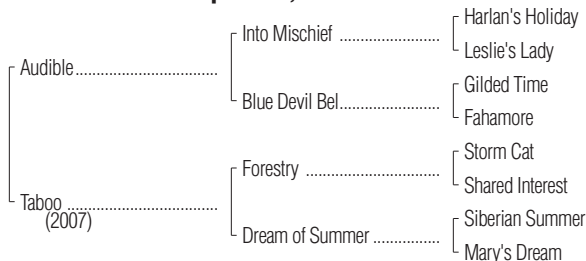 Harlan's Holiday
Into Mischief ..................
Leslie's Lady
Audible...........................
Gilded Time
Blue Devil Bel.................
Fahamore
Storm Cat
Forestry ........................
Shared Interest
Taboo ............................
(2007)
Siberian Summer
Dream of Summer ............
Mary's Dream